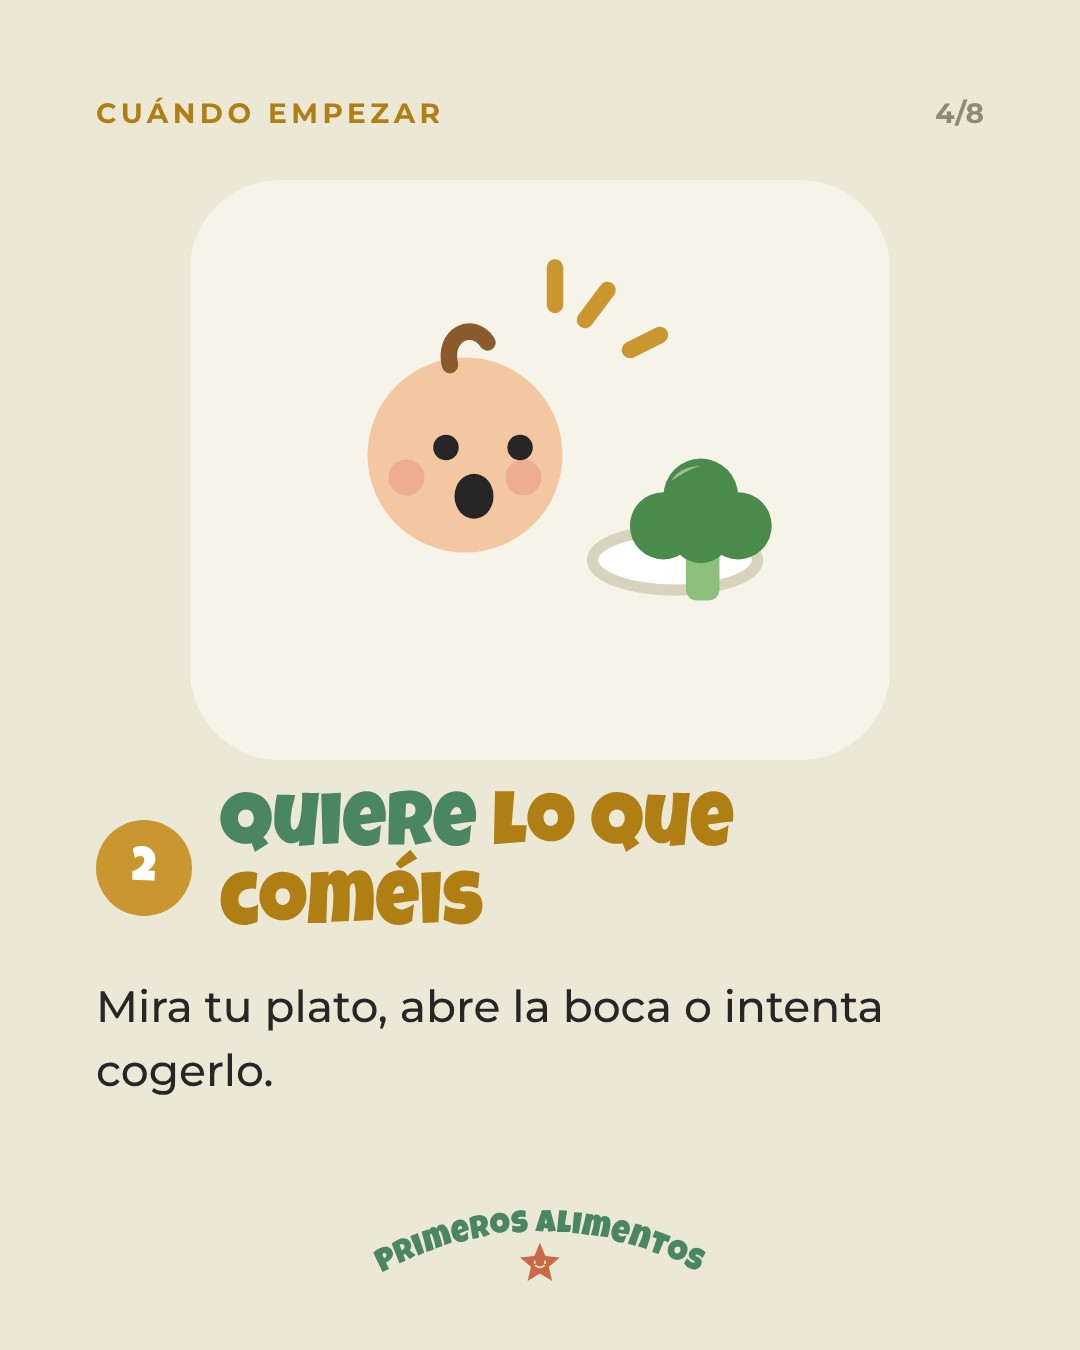 CUÁNDO EMPEZAR
4/8
2
QUIERE LO QUE
COMÉIS
Mira tu plato, abre la boca o intenta
cogerlo.
PRIMEROS ALIMENTOS